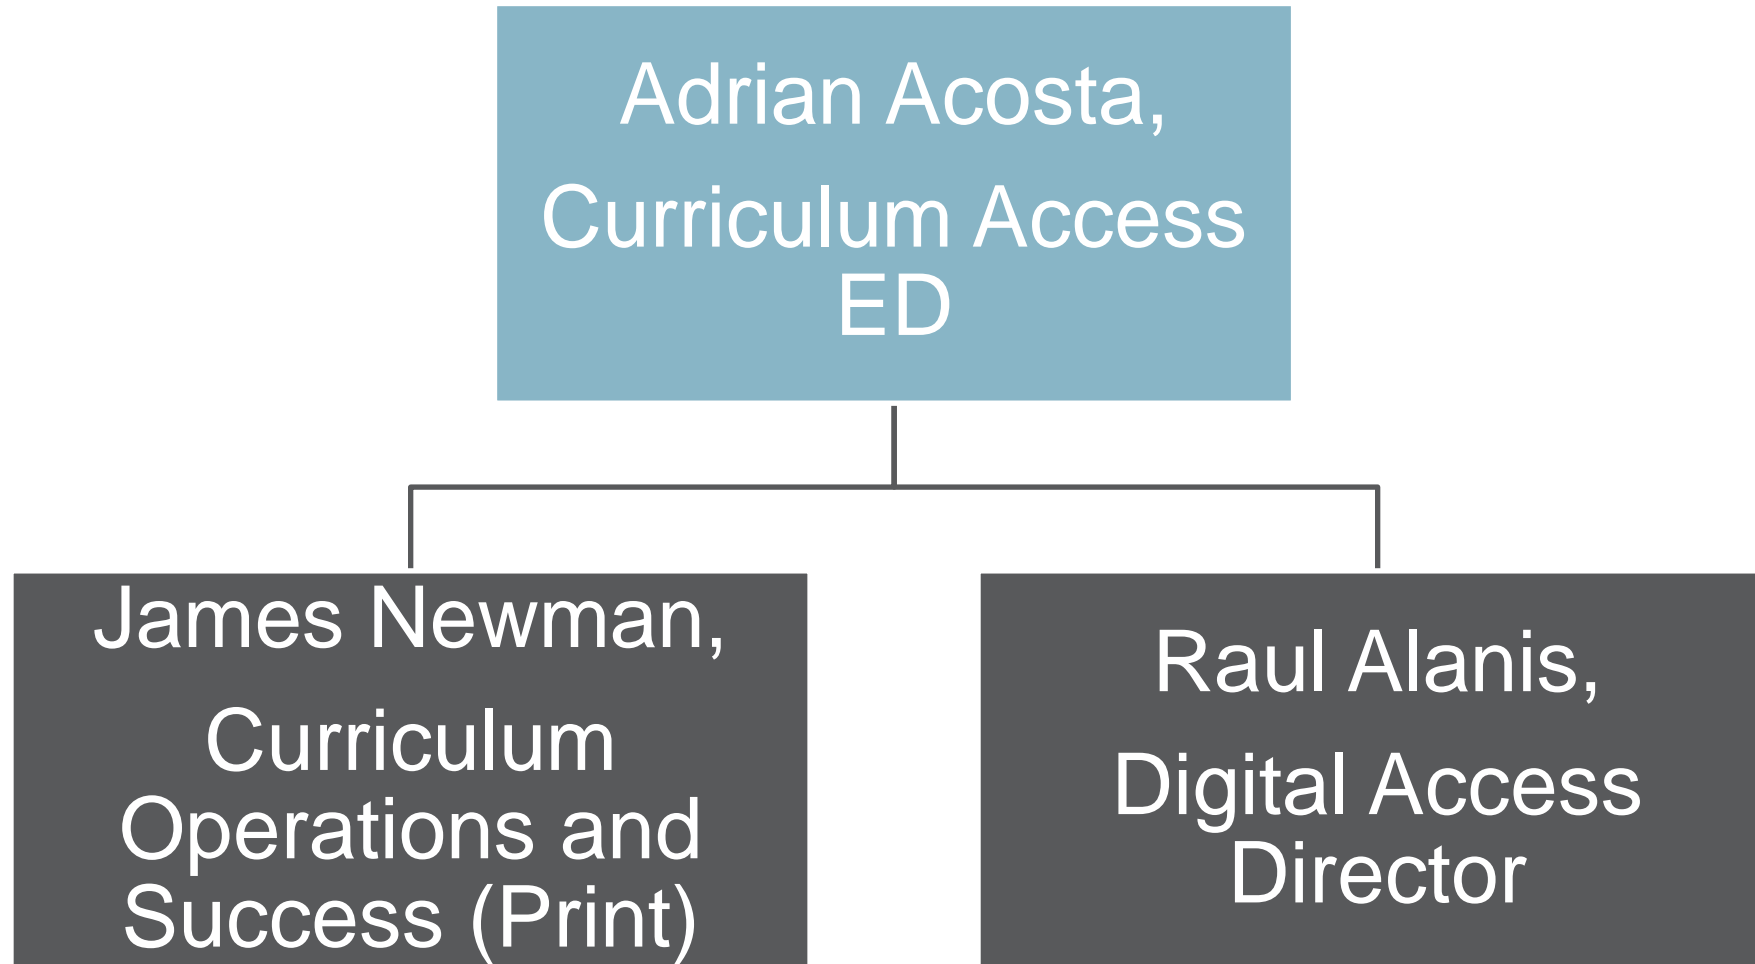 Adrian Acosta,
Curriculum Access
ED
James Newman,
Curriculum
Operations and
Success (Print)
Raul Alanis,
Digital Access
Director